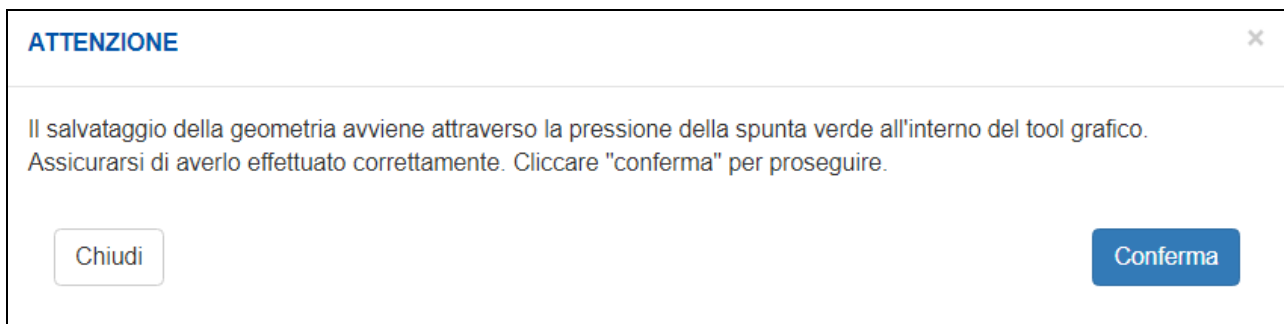 ATTENZIONE
×
Il salvataggio della geometria avviene attraverso la pressione della spunta verde all'interno del tool grafico.
Assicurarsi di averlo effettuato correttamente. Cliccare "conferma" per proseguire.
Chiudi
Conferma